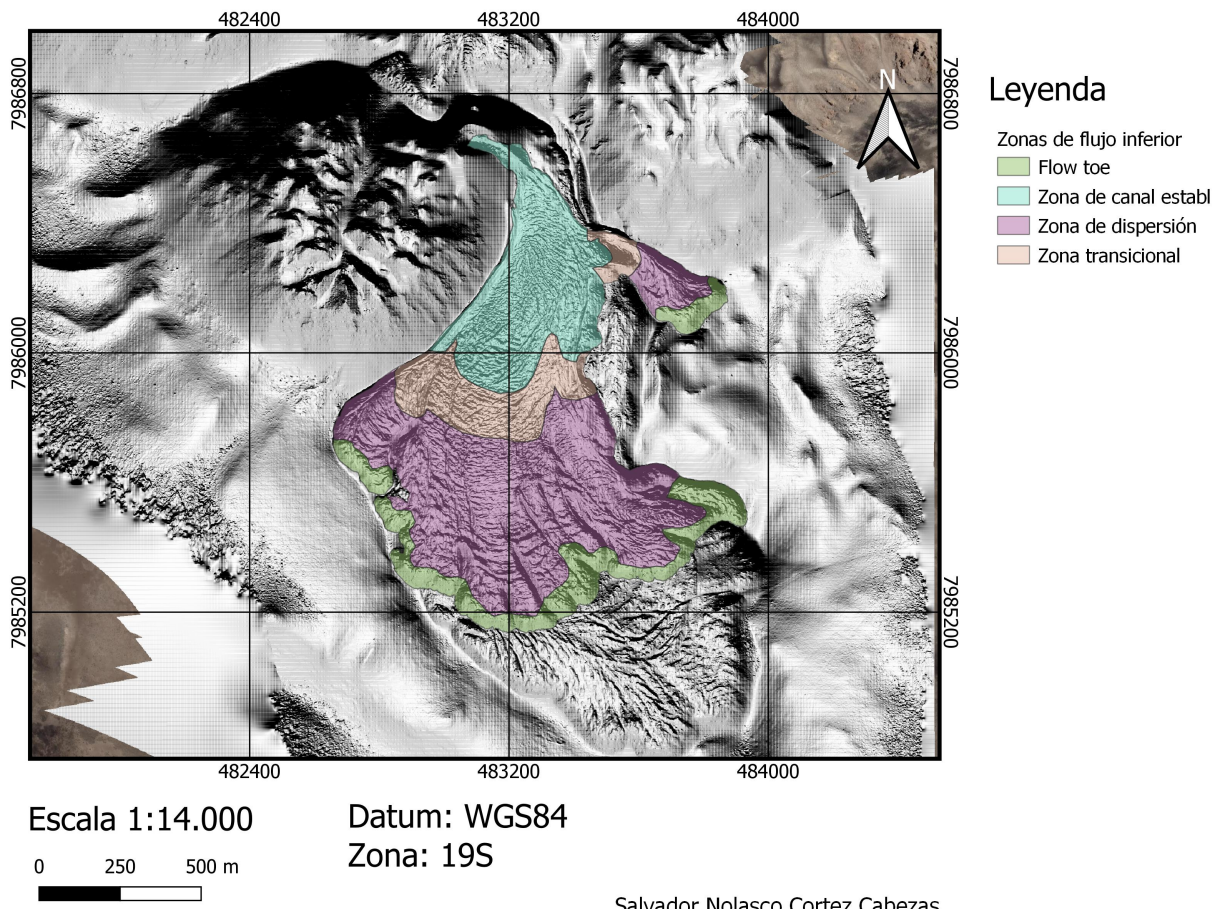 482400 483200 484000
7986800
7986800
N
Leyenda
Zonas de flujo inferior
Flow toe
Zona de canal establ
Zona de dispersión
Zona transicional
7986000
7986000
7985200
7985200
482400 483200 484000
Escala 1:14.000
Datum: WGS84
Zona: 19S
0 250 500 m
Salvador Nolasco Cortez Cabezas